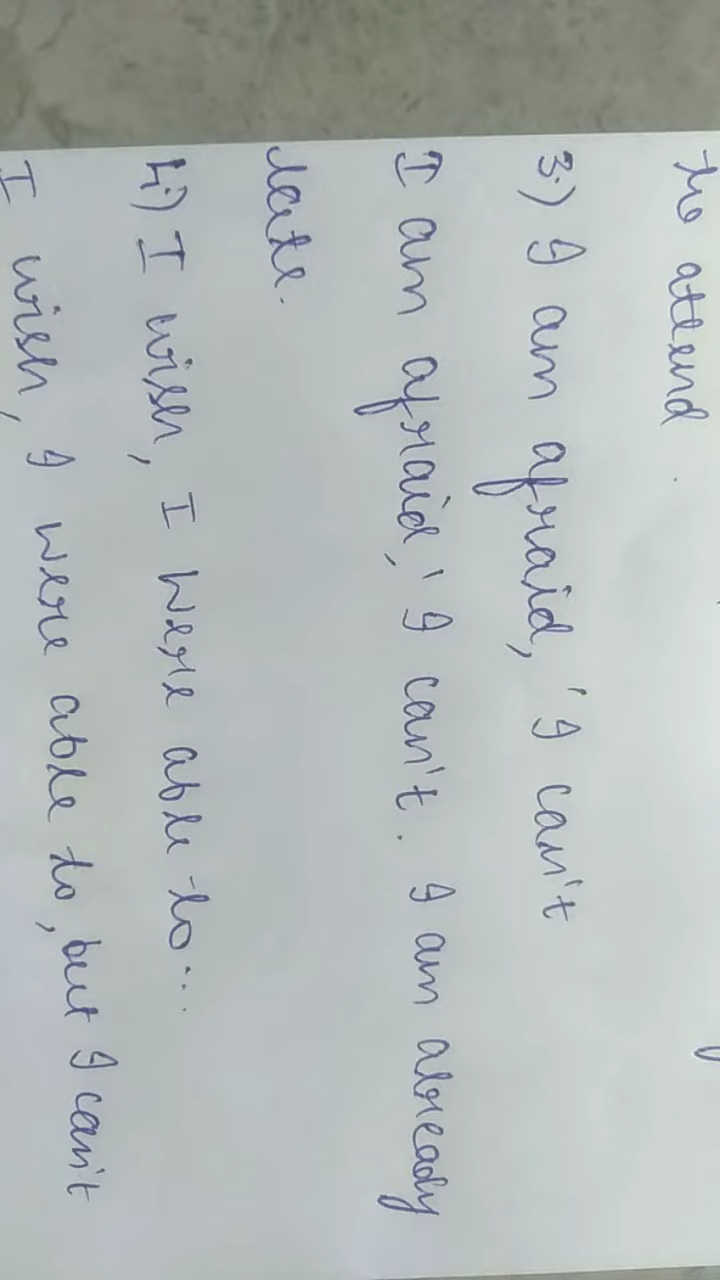 to attend.
3.) I am afraid, 'I can't
I am afraid, 'I can't. I am already
late.
4.) I wish, I were able to...
I wish, I were able to, but I can't